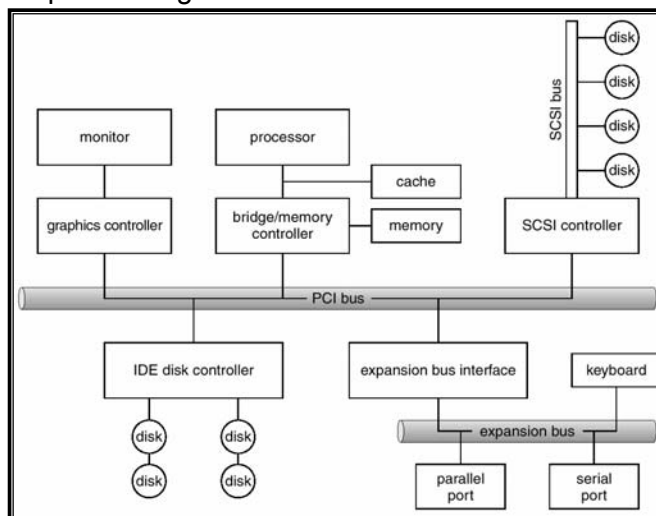 disk
disk
SCSI bus
disk
disk
monitor
processor
cache
graphics controller
bridge/memory
controller
memory
SCSI controller
PCI bus
IDE disk controller
expansion bus interface
keyboard
disk
disk
expansion bus
disk
disk
parallel
port
serial
port